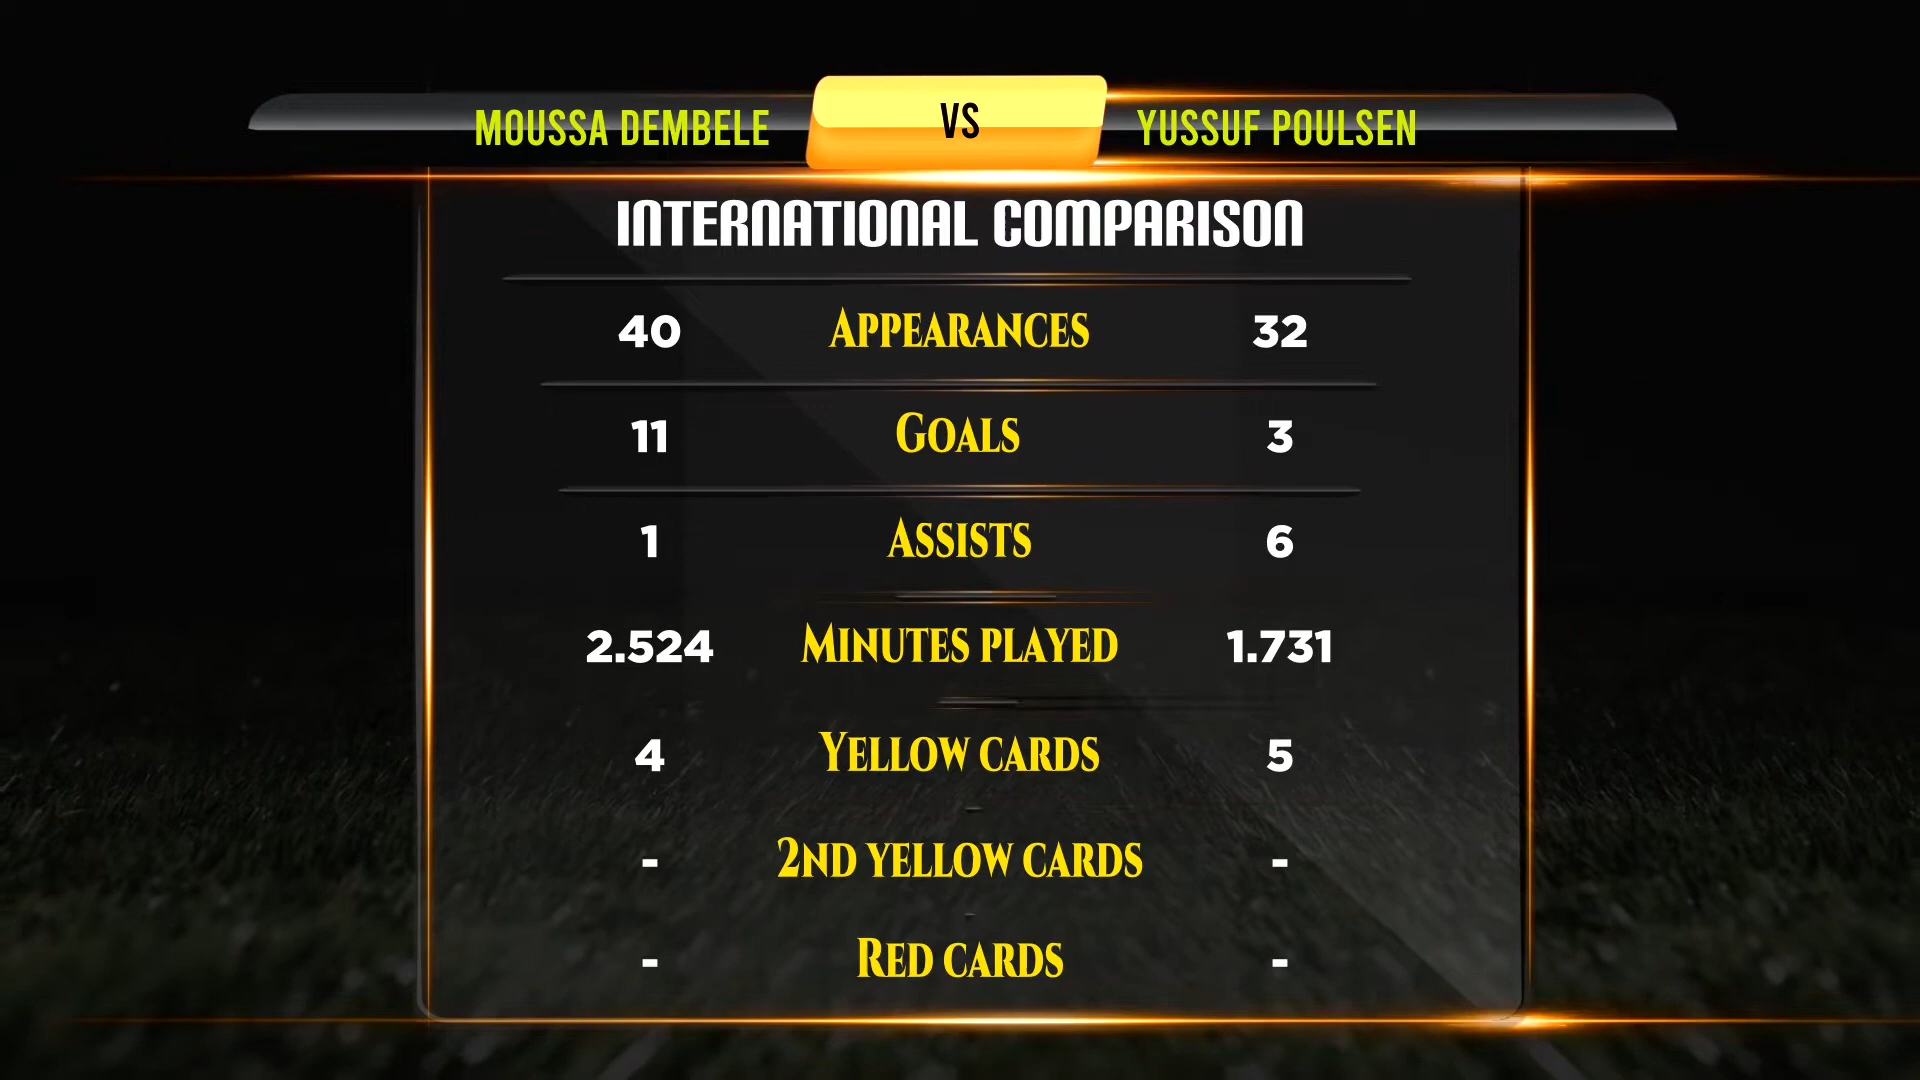 MOUSSA DEMBELE VS YUSSUF POULSEN
INTERNATIONAL COMPARISON
40 APPEARANCES 32
11 GOALS 3
1 ASSISTS 6
2.524 MINUTES PLAYED 1.731
4 YELLOW CARDS 5
- 2ND YELLOW CARDS -
- RED CARDS -